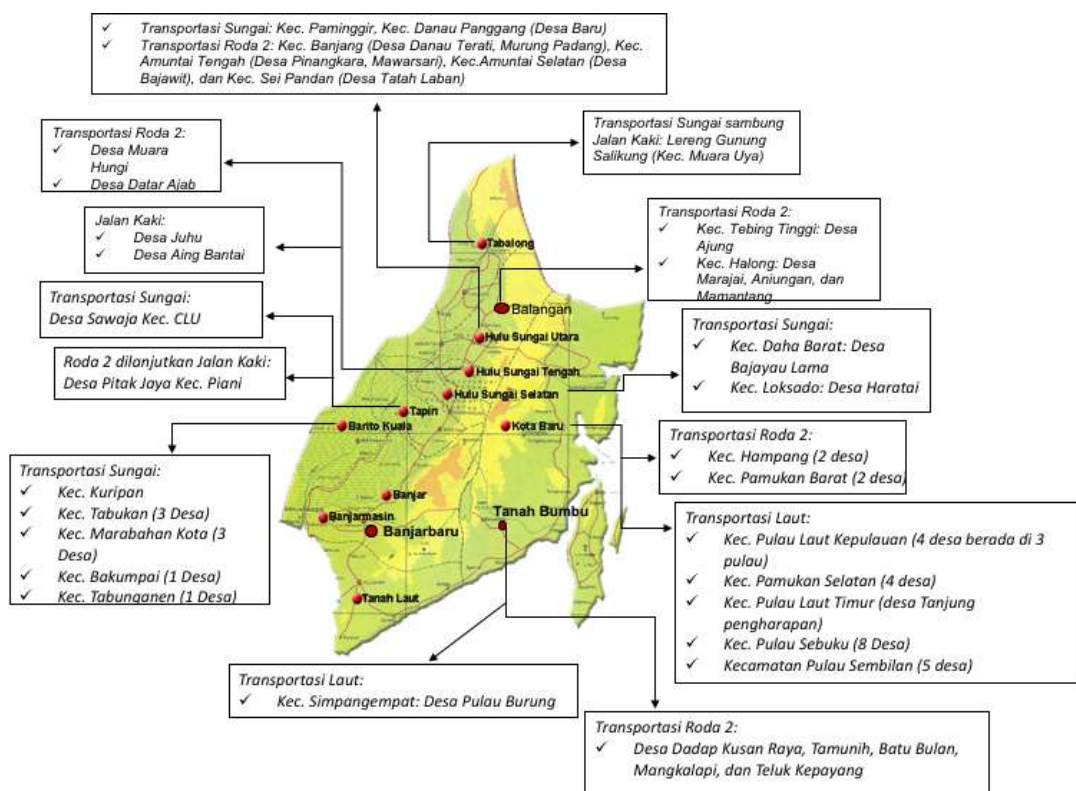 ✓ Transportasi Sungai: Kec. Paminggir, Kec. Danau Panggang (Desa Baru)
✓ Transportasi Roda 2: Kec. Banjang (Desa Danau Terati, Murung Padang), Kec.
Amuntai Tengah (Desa Pinangkara, Mawarsari), Kec.Amuntai Selatan (Desa
Bajawit), dan Kec. Sei Pandan (Desa Tatah Laban)
Transportasi Roda 2:
✓ Desa Muara
Hungi
✓ Desa Datar Ajab
Transportasi Sungai sambung
Jalan Kaki: Lereng Gunung
Salikung (Kec. Muara Uya)
Jalan Kaki:
✓ Desa Juhu
✓ Desa Aing Bantai
Transportasi Roda 2:
✓ Kec. Tebing Tinggi: Desa
Ajung
✓ Kec. Halong: Desa
Marajai, Aniungan, dan
Mamantang
Transportasi Sungai:
Desa Sawaja Kec. CLU
Roda 2 dilanjutkan Jalan Kaki:
Desa Pitak Jaya Kec. Piani
Transportasi Sungai:
✓ Kec. Daha Barat: Desa
Bajayau Lama
✓ Kec. Loksado: Desa Haratai
Tabalong
Balangan
Hulu Sungai Utara
Hulu Sungai Tengah
Hulu Sungai Selatan
Tapin
Barito Kuala
Kota Baru
Banjar
Banjarmasin
Banjarbaru
Tanah Bumbu
Tanah Laut
Transportasi Roda 2:
✓ Kec. Hampang (2 desa)
✓ Kec. Pamukan Barat (2 desa)
Transportasi Sungai:
✓ Kec. Kuripan
✓ Kec. Tabukan (3 Desa)
✓ Kec. Marabahan Kota (3
Desa)
✓ Kec. Bakumpai (1 Desa)
✓ Kec. Tabunganen (1 Desa)
Transportasi Laut:
✓ Kec. Pulau Laut Kepulauan (4 desa berada di 3
pulau)
✓ Kec. Pamukan Selatan (4 desa)
✓ Kec. Pulau Laut Timur (desa Tanjung
pengharapan)
✓ Kec. Pulau Sebuku (8 Desa)
✓ Kecamatan Pulau Sembilan (5 desa)
Transportasi Laut:
✓ Kec. Simpangempat: Desa Pulau Burung
Transportasi Roda 2:
✓ Desa Dadap Kusan Raya, Tamunih, Batu Bulan,
Mangkalapi, dan Teluk Kepayang